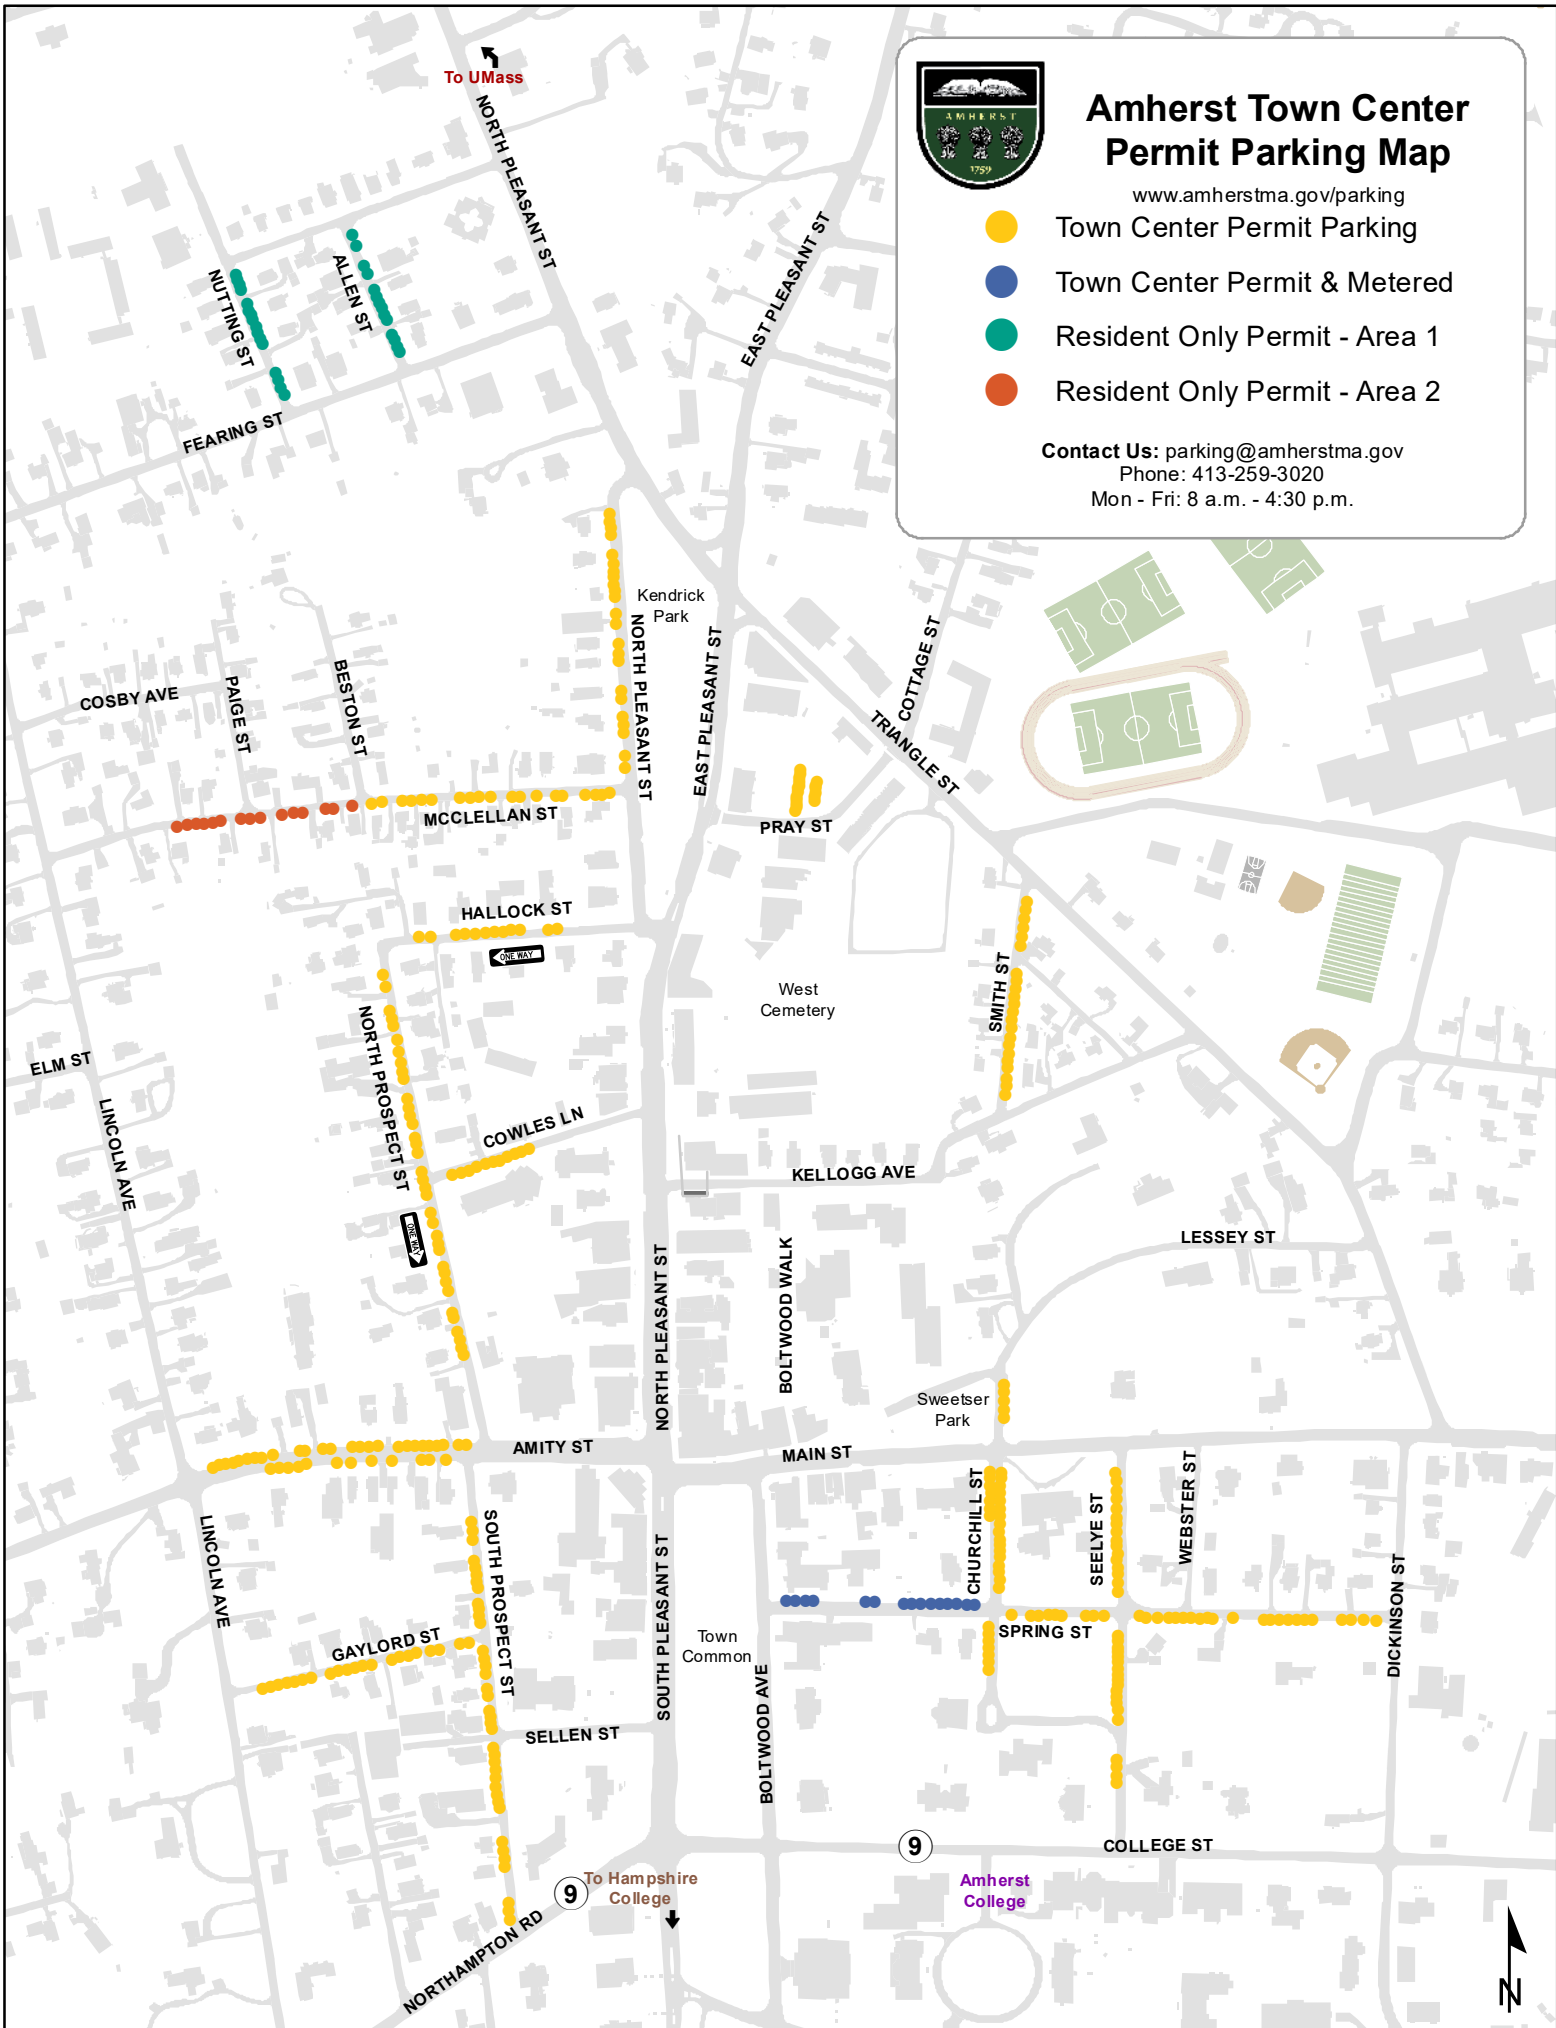 To UMass
AMHERST
1759
Amherst Town Center
Permit Parking Map
www.amherstma.gov/parking
Town Center Permit Parking
Town Center Permit & Metered
Resident Only Permit - Area 1
Resident Only Permit - Area 2
Contact Us: parking@amherstma.gov
Phone: 413-259-3020
Mon - Fri: 8 a.m. - 4:30 p.m.
NORTH PLEASANT ST
EAST PLEASANT ST
NUTTING ST
ALLEN ST
FEARING ST
Kendrick
Park
NORTH PLEASANT ST
EAST PLEASANT ST
COTTAGE ST
TRIANGLE ST
COSBY AVE
PAIGE ST
BESTON ST
MCCLELLAN ST
PRAY ST
HALLOCK ST
ONE WAY
West
Cemetery
SMITH ST
NORTH PROSPECT ST
ELM ST
LINCOLN AVE
COWLES LN
KELLOGG AVE
ONE WAY
LESSEY ST
NORTH PLEASANT ST
BOLTWOOD WALK
Sweetser
Park
AMITY ST
MAIN ST
LINCOLN AVE
SOUTH PROSPECT ST
SOUTH PLEASANT ST
CHURCHILL ST
SEELYE ST
WEBSTER ST
DICKINSON ST
GAYLORD ST
Town
Common
SPRING ST
SELLEN ST
BOLTWOOD AVE
9
COLLEGE ST
9
To Hampshire
College
Amherst
College
NORTHAMPTON RD
N